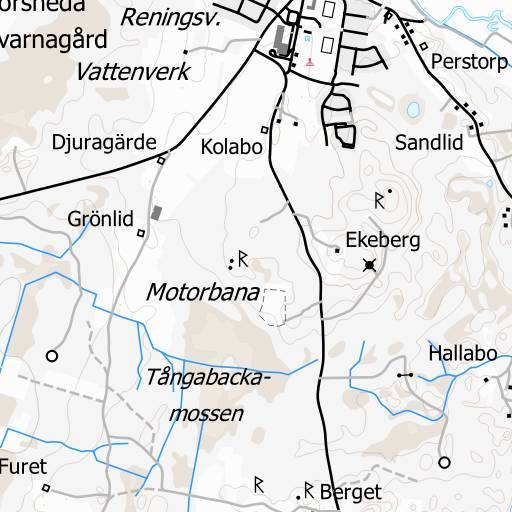 Reningsv.
varnagård
Perstorp
Vattenverk
Djuragärde
Kolabo
Sandlid
Grönlid
Ekeberg
Motorbana
Hallabo
Tångabacka-
mossen
Furet
Berget